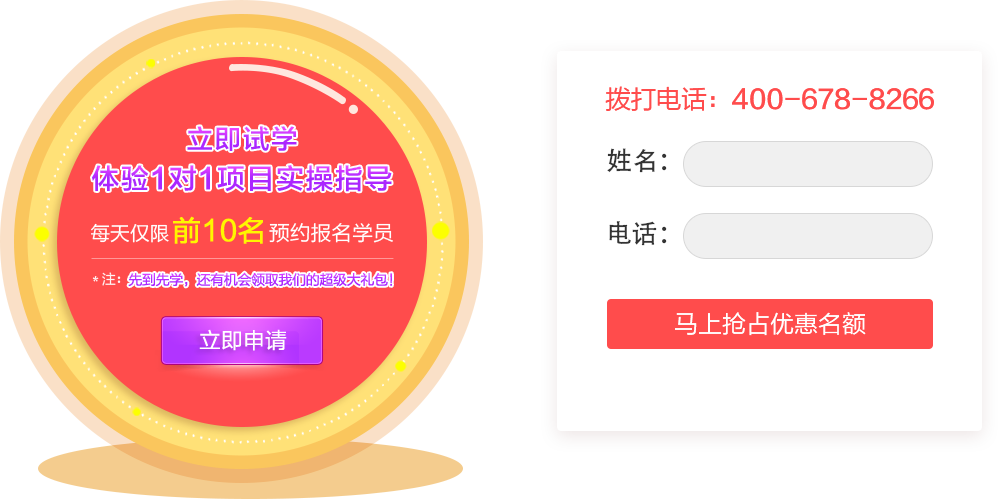 立即试学
体验1对1项目实操指导
每天仅限前10名预约报名学员
*注：先到先学，还有机会领取我们的超级大礼包!
立即申请
拨打电话：400-678-8266
姓名：
电话：
马上抢占优惠名额